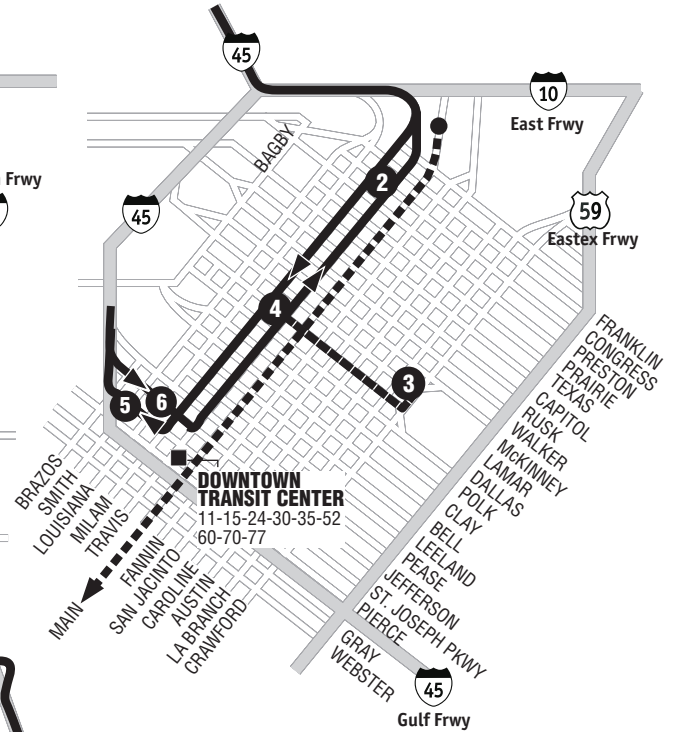 45
10
East Frwy
BAGBY
2
Frwy
45
59
Eastex Frwy
4
3
5
6
FRANKLIN
CONGRESS
PRESTON
PRAIRIE
TEXAS
CAPITOL
RUSK
WALKER
McKINNEY
LAMAR
DALLAS
POLK
CLAY
BELL
LEELAND
PEASE
JEFFERSON
ST. JOSEPH PKWY
PIERCE
GRAY
WEBSTER
DOWNTOWN
TRANSIT CENTER
11-15-24-30-35-52
60-70-77
BRAZOS
SMITH
LOUISIANA
MILAM
TRAVIS
MAIN
FANNIN
SAN JACINTO
CAROLINE
AUSTIN
LA BRANCH
CRAWFORD
45
Gulf Frwy